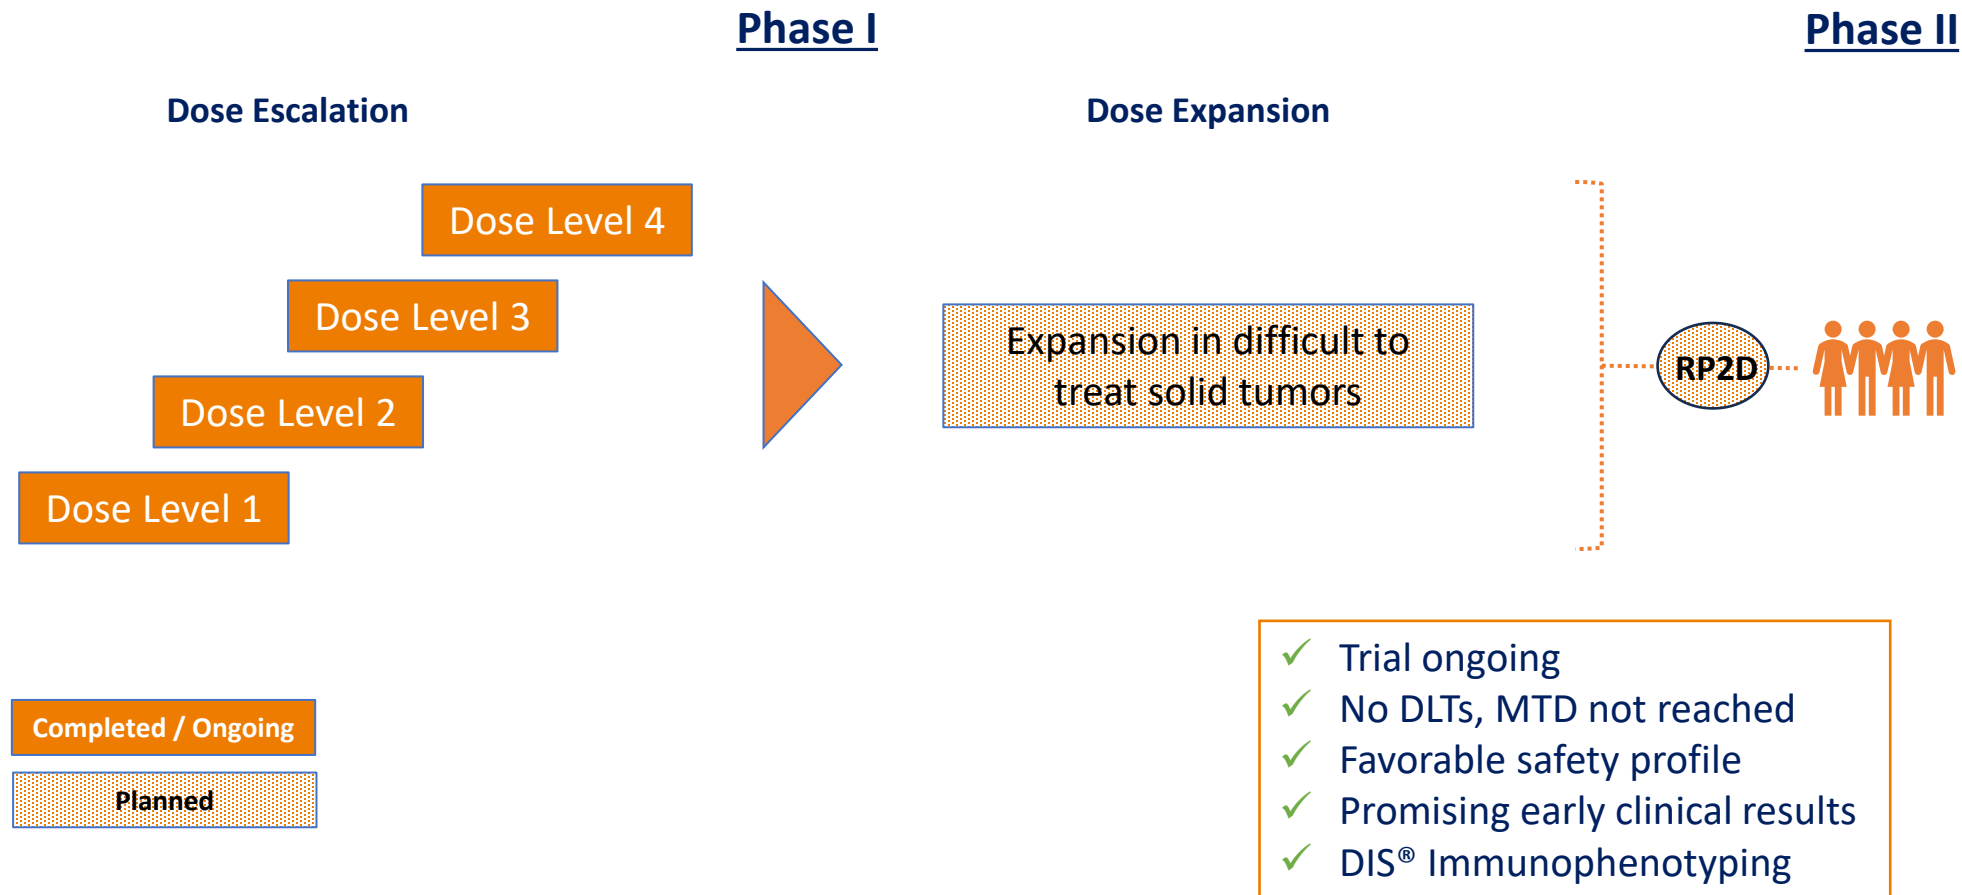 Phase I
Phase II
Dose Escalation
Dose Expansion
Dose Level 4
Dose Level 3
Dose Level 2
Dose Level 1
Expansion in difficult to
treat solid tumors
RP2D
Completed / Ongoing
Planned
✓ Trial ongoing
✓ No DLTs, MTD not reached
✓ Favorable safety profile
✓ Promising early clinical results
✓ DIS® Immunophenotyping